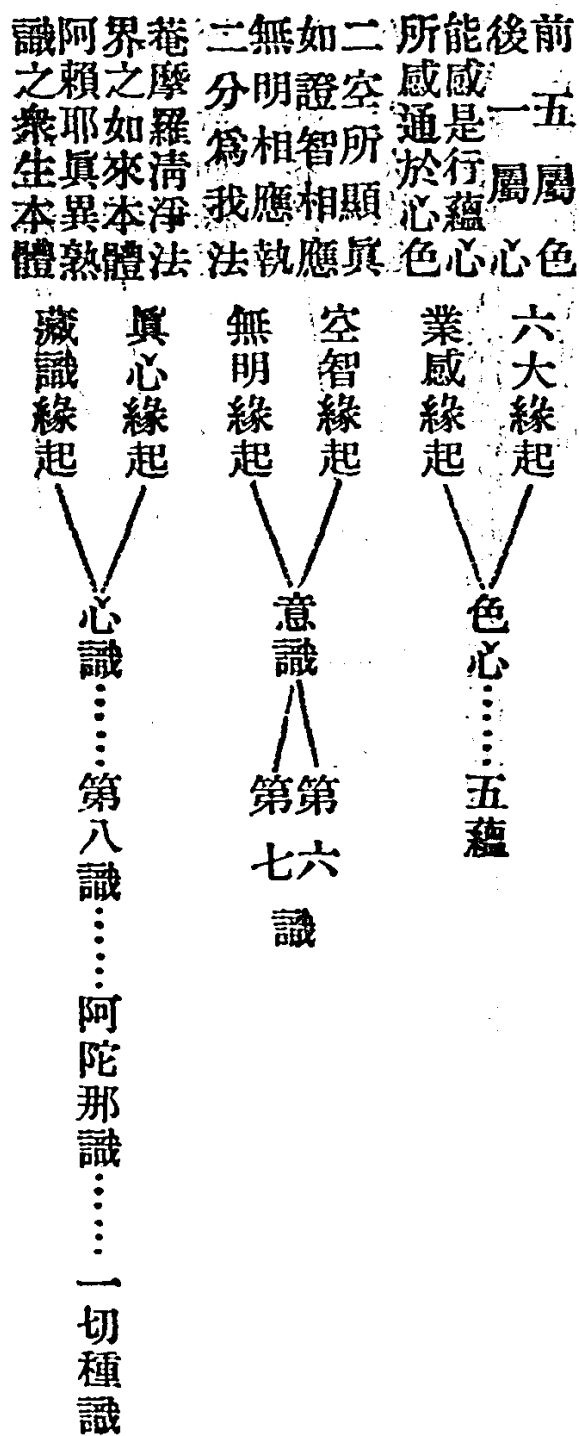 前五屬色
後一屬心
能感是行蘊心
所感通於心色
二空所顯眞
如證智相應
無明相應執
二分爲我法
菴摩羅淸淨法
界之如來本體
阿賴耶眞異熟
識之衆生本體
六大緣起
業感緣起
空智緣起
無明緣起
眞心緣起
藏識緣起
色心……五蘊
意識
第六
第七
識
心識……第八識……阿陀那識……一切種識